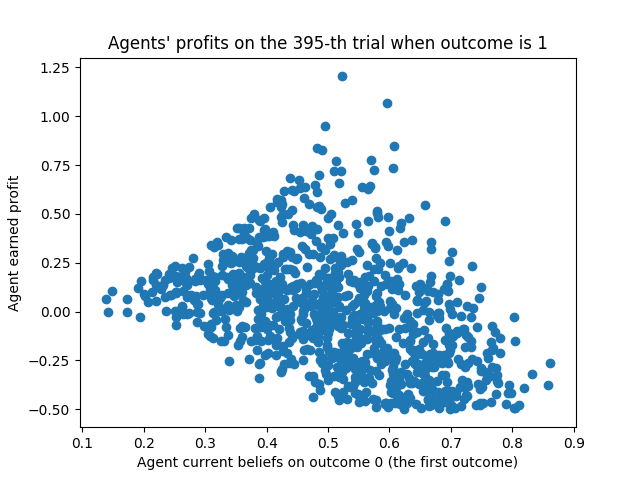 Agents' profits on the 395-th trial when outcome is 1
1.25
1.00
0.75
0.50
0.25
0.00
−0.25
−0.50
Agent earned profit
0.1 0.2 0.3 0.4 0.5 0.6 0.7 0.8 0.9
Agent current beliefs on outcome 0 (the first outcome)